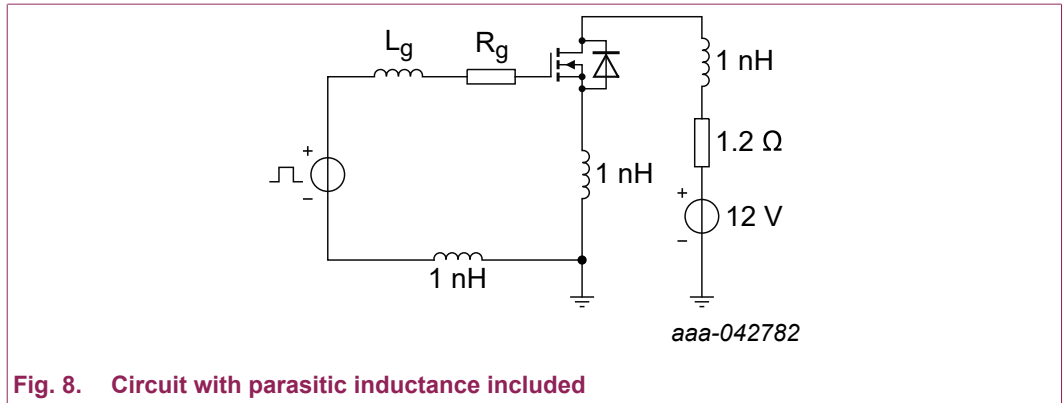 Lg
Rg
1 nH
1.2 Ω
1 nH
+
+
12 V
−
−
1 nH
aaa-042782
Fig. 8. Circuit with parasitic inductance included